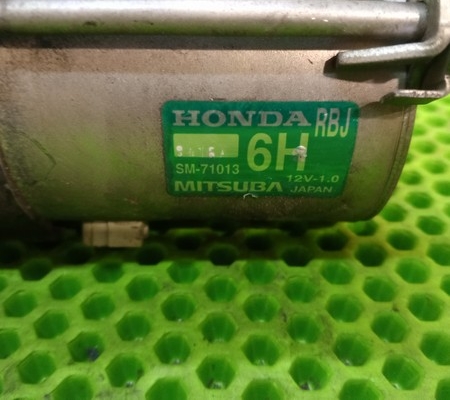 HONDA RBJ
6H
SM-71013
12V-1.0
MITSUBA JAPAN